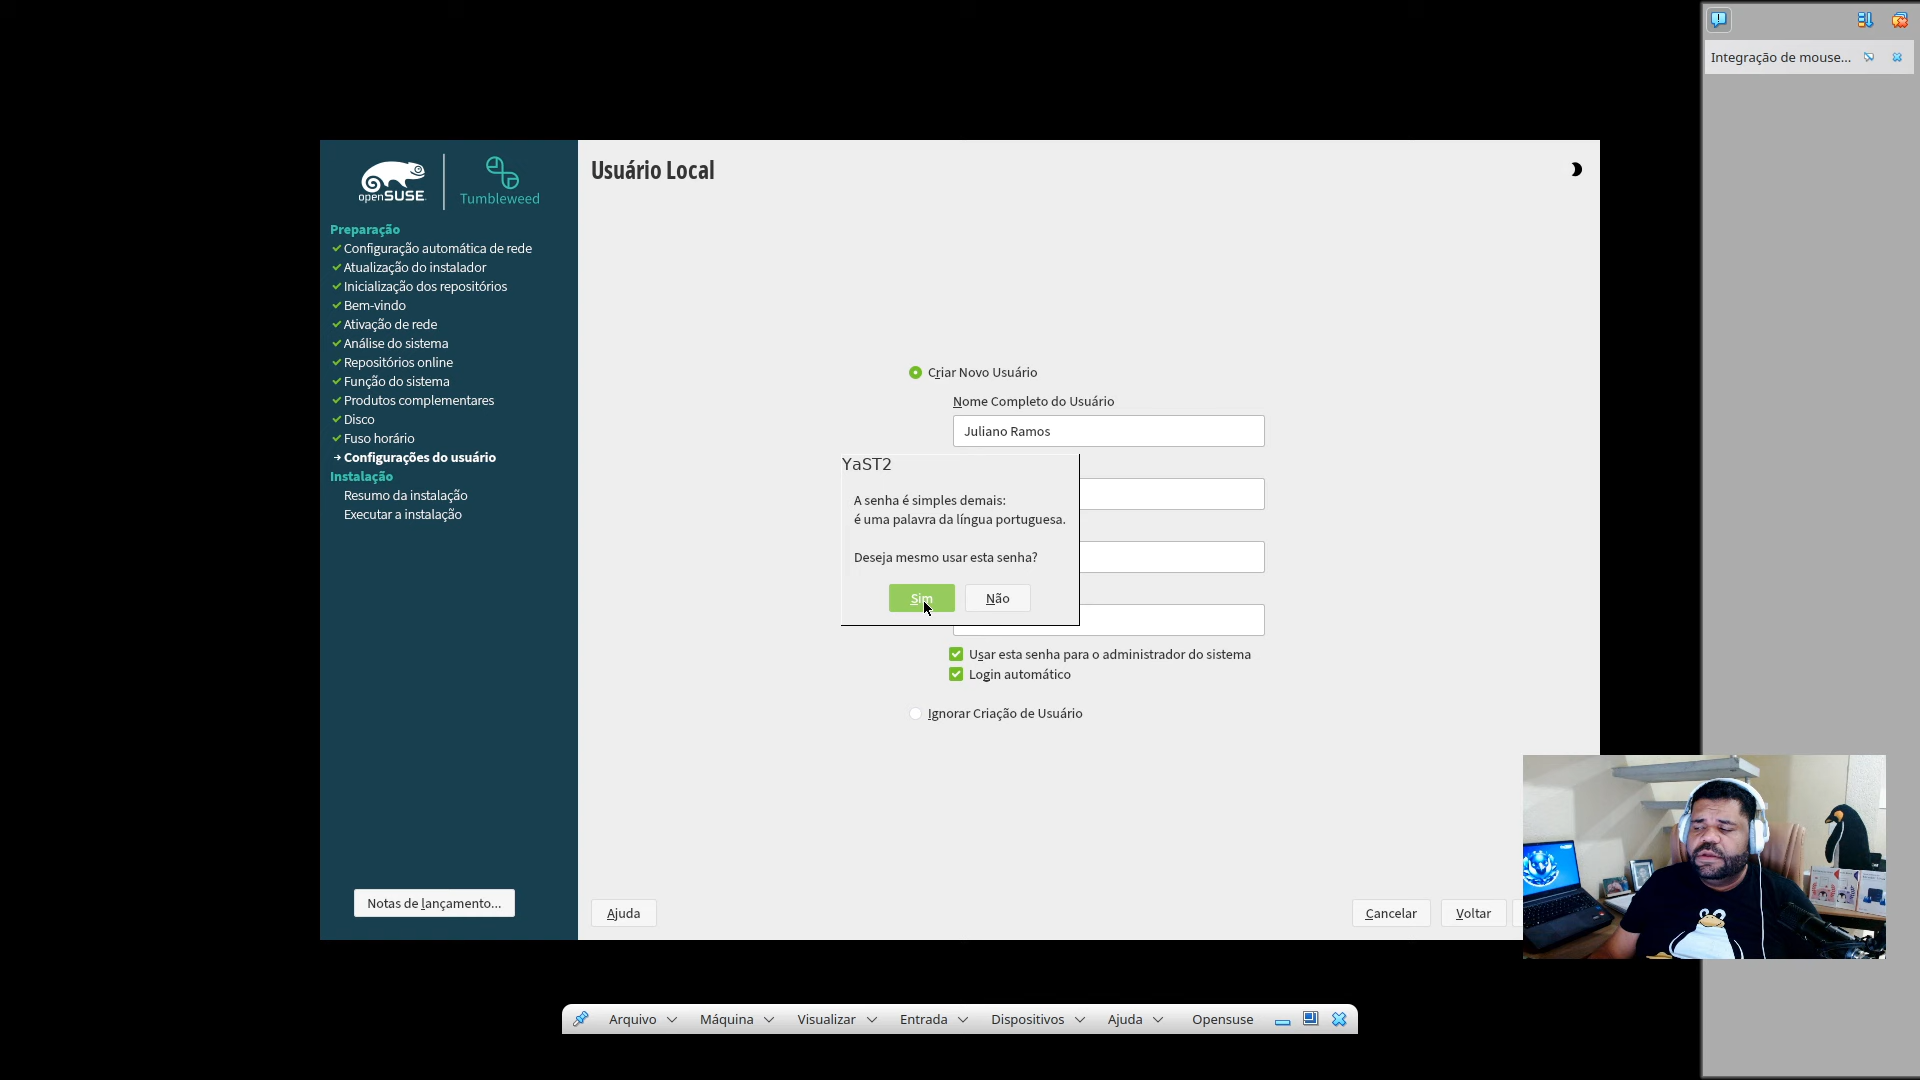 Integração de mouse...
openSUSE
Tumbleweed
Usuário Local
Preparação
Configuração automática de rede
Atualização do instalador
Inicialização dos repositórios
Bem-vindo
Ativação de rede
Análise do sistema
Repositórios online
Função do sistema
Produtos complementares
Disco
Fuso horário
Configurações do usuário
Instalação
Resumo da instalação
Executar a instalação
Criar Novo Usuário
Nome Completo do Usuário
Juliano Ramos
YaST2
A senha é simples demais:
é uma palavra da língua portuguesa.
Deseja mesmo usar esta senha?
Sim
Não
Usar esta senha para o administrador do sistema
Login automático
Ignorar Criação de Usuário
Notas de lançamento...
Ajuda
Cancelar
Voltar
Arquivo
Máquina
Visualizar
Entrada
Dispositivos
Ajuda
Opensuse